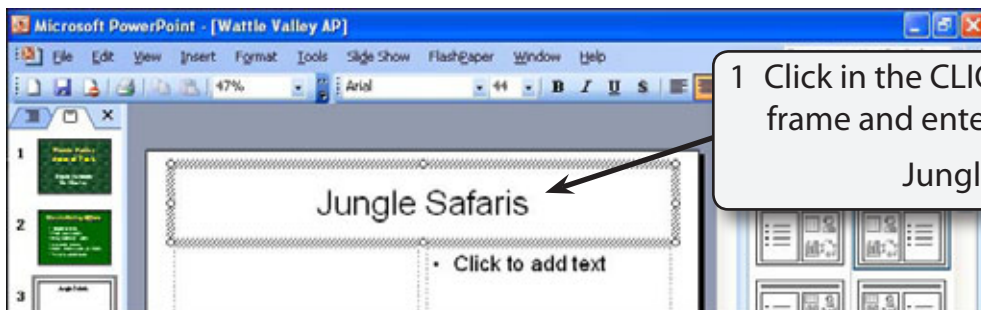 Microsoft PowerPoint - [Wattle Valley AP]
File Edit View Insert Format Tools Slide Show FlashPaper Window Help
47% Arial 44 B I U S
1 Click in the CLIC
frame and ente
Jungl
1
2
3
Jungle Safaris
• Click to add text